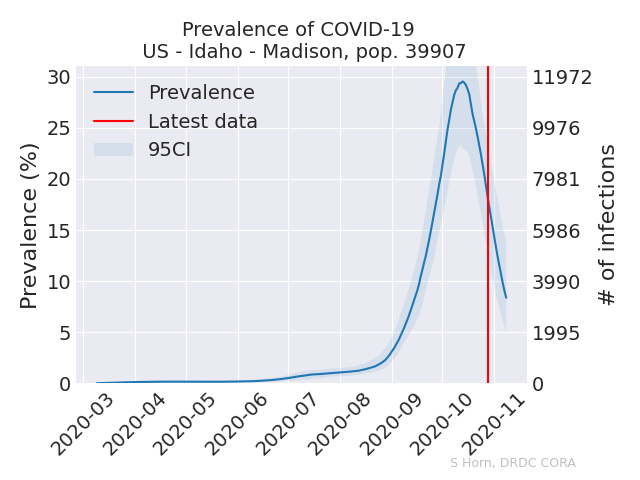 Prevalence of COVID-19
US - Idaho - Madison, pop. 39907
Prevalence (%)
30
25
20
15
10
5
0
Prevalence
Latest data
95CI
11972
9976
7981
5986
3990
1995
0
# of infections
2020-03
2020-04
2020-05
2020-06
2020-07
2020-08
2020-09
2020-10
2020-11
S Horn, DRDC CORA